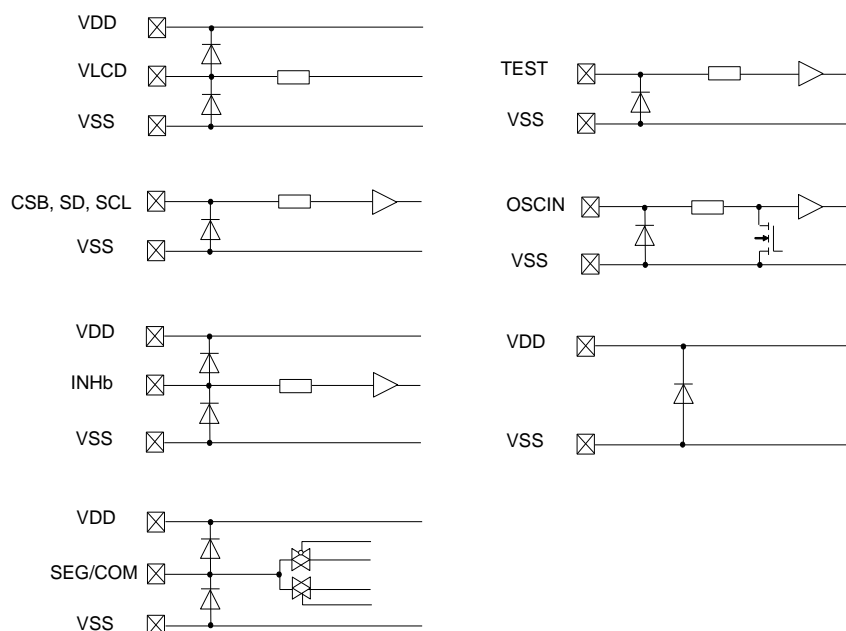 VDD
VLCD
VSS
CSB, SD, SCL
VSS
VDD
INHb
VSS
VDD
SEG/COM
VSS
TEST
VSS
OSCIN
VSS
VDD
VSS